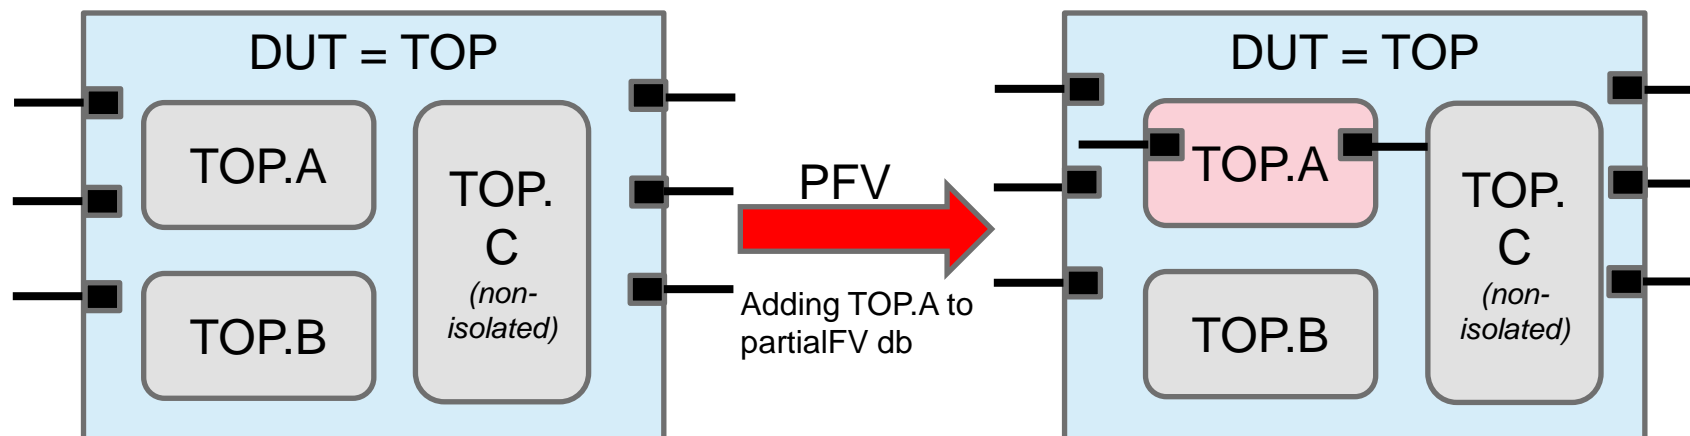 DUT = TOP
TOP.A
TOP.
C
(non-
isolated)
TOP.B
PFV
Adding TOP.A to
partialFV db
DUT = TOP
TOP.A
TOP.
C
(non-
isolated)
TOP.B